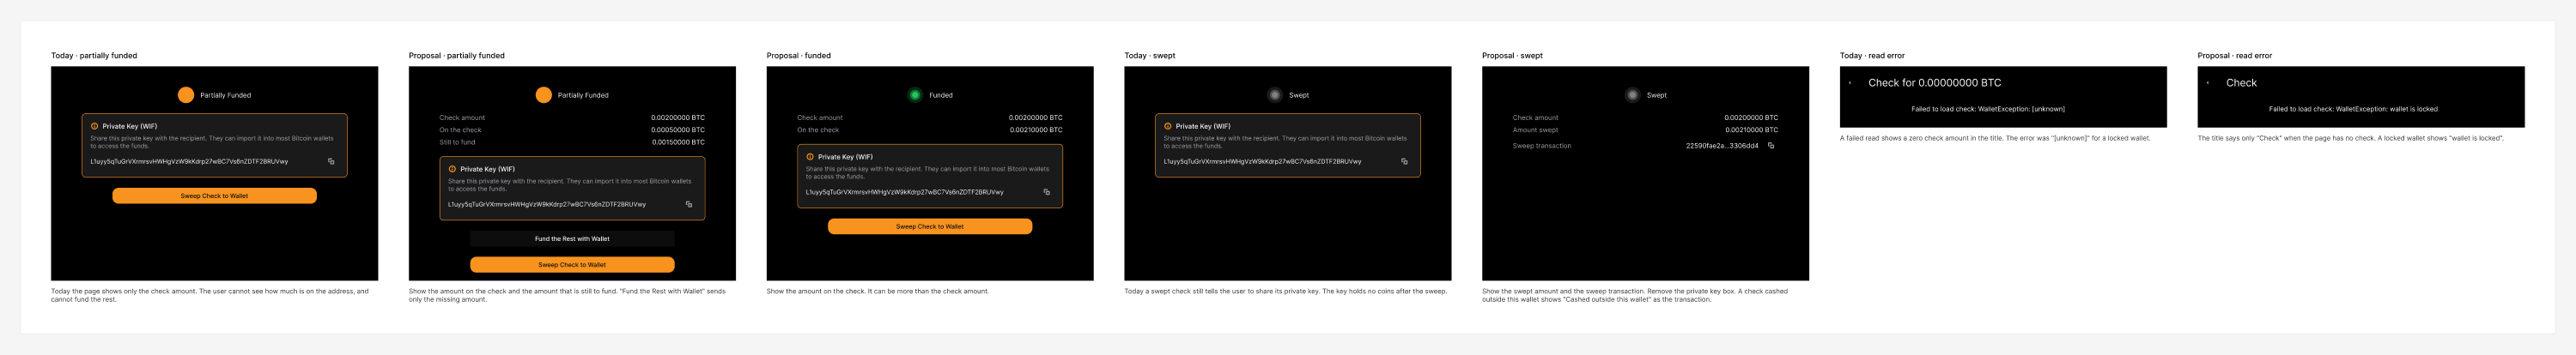 Today · partially funded
Partially Funded
Private Key (WIF)
Share this private key with the recipient. They can import it into most Bitcoin wallets
to access the funds.
L1uyy5qTuGrVXrmrsvHWHgVzW9kKdrp27wBC7Vs6nZDTF2BRUVwy
Sweep Check to Wallet
Today the page shows only the check amount. The user cannot see how much is on the address, and
cannot fund the rest.
Proposal · partially funded
Partially Funded
Check amount 0.00200000 BTC
On the check 0.00050000 BTC
Still to fund 0.00150000 BTC
Private Key (WIF)
Share this private key with the recipient. They can import it into most Bitcoin wallets
to access the funds.
L1uyy5qTuGrVXrmrsvHWHgVzW9kKdrp27wBC7Vs6nZDTF2BRUVwy
Fund the Rest with Wallet
Sweep Check to Wallet
Show the amount on the check and the amount that is still to fund. "Fund the Rest with Wallet" sends
only the missing amount.
Proposal · funded
Funded
Check amount 0.00200000 BTC
On the check 0.00210000 BTC
Private Key (WIF)
Share this private key with the recipient. They can import it into most Bitcoin wallets
to access the funds.
L1uyy5qTuGrVXrmrsvHWHgVzW9kKdrp27wBC7Vs6nZDTF2BRUVwy
Sweep Check to Wallet
Show the amount on the check. It can be more than the check amount.
Today · swept
Swept
Private Key (WIF)
Share this private key with the recipient. They can import it into most Bitcoin wallets
to access the funds.
L1uyy5qTuGrVXrmrsvHWHgVzW9kKdrp27wBC7Vs6nZDTF2BRUVwy
Today a swept check still tells the user to share its private key. The key holds no coins after the sweep.
Proposal · swept
Swept
Check amount 0.00200000 BTC
Amount swept 0.00210000 BTC
Sweep transaction 22590fae2a...3306dd4
Show the swept amount and the sweep transaction. Remove the private key box. A check cashed
outside this wallet shows "Cashed outside this wallet" as the transaction.
Today · read error
Check for 0.00000000 BTC
Failed to load check: WalletException: [unknown]
A failed read shows a zero check amount in the title. The error was "[unknown]" for a locked wallet.
Proposal · read error
Check
Failed to load check: WalletException: wallet is locked
The title says only "Check" when the page has no check. A locked wallet shows "wallet is locked".